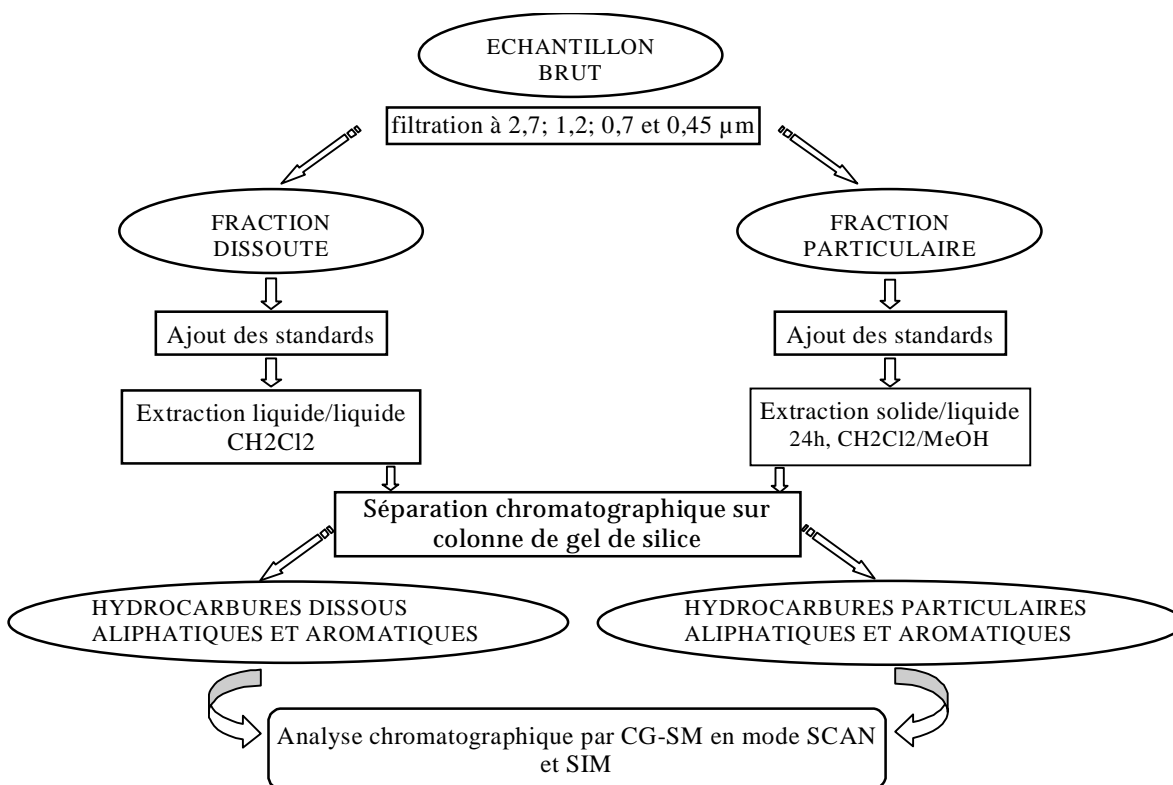 ECHANTILLON
BRUT
filtration à 2,7; 1,2; 0,7 et 0,45 µm
FRACTION
DISSOUTE
FRACTION
PARTICULAIRE
Ajout des standards
Ajout des standards
Extraction liquide/liquide
CH2Cl2
Extraction solide/liquide
24h, CH2Cl2/MeOH
Séparation chromatographique sur
colonne de gel de silice
HYDROCARBURES DISSOUS
ALIPHATIQUES ET AROMATIQUES
HYDROCARBURES PARTICULAIRES
ALIPHATIQUES ET AROMATIQUES
Analyse chromatographique par CG-SM en mode SCAN
et SIM